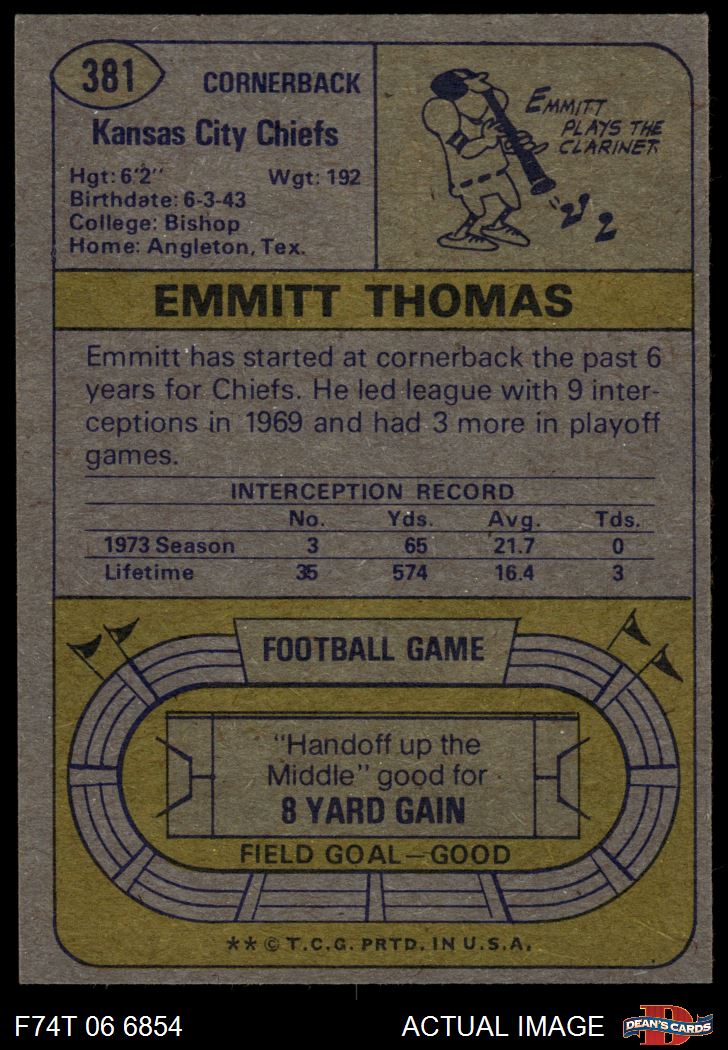 381
CORNERBACK
Kansas City Chiefs
Hgt: 6'2" Wgt: 192
Birthdate: 6-3-43
College: Bishop
Home: Angleton, Tex.
EMMITT
PLAYS THE
CLARINET
EMMITT THOMAS
Emmitt has started at cornerback the past 6
years for Chiefs. He led league with 9 inter-
ceptions in 1969 and had 3 more in playoff
games.
INTERCEPTION RECORD
No. Yds. Avg. Tds.
1973 Season 3 65 21.7 0
Lifetime 35 574 16.4 3
FOOTBALL GAME
"Handoff up the
Middle" good for
8 YARD GAIN
FIELD GOAL—GOOD
** © T.C.G. PRTD. IN U.S.A.
F74T 06 6854 ACTUAL IMAGE
D
DEAN'S CARDS